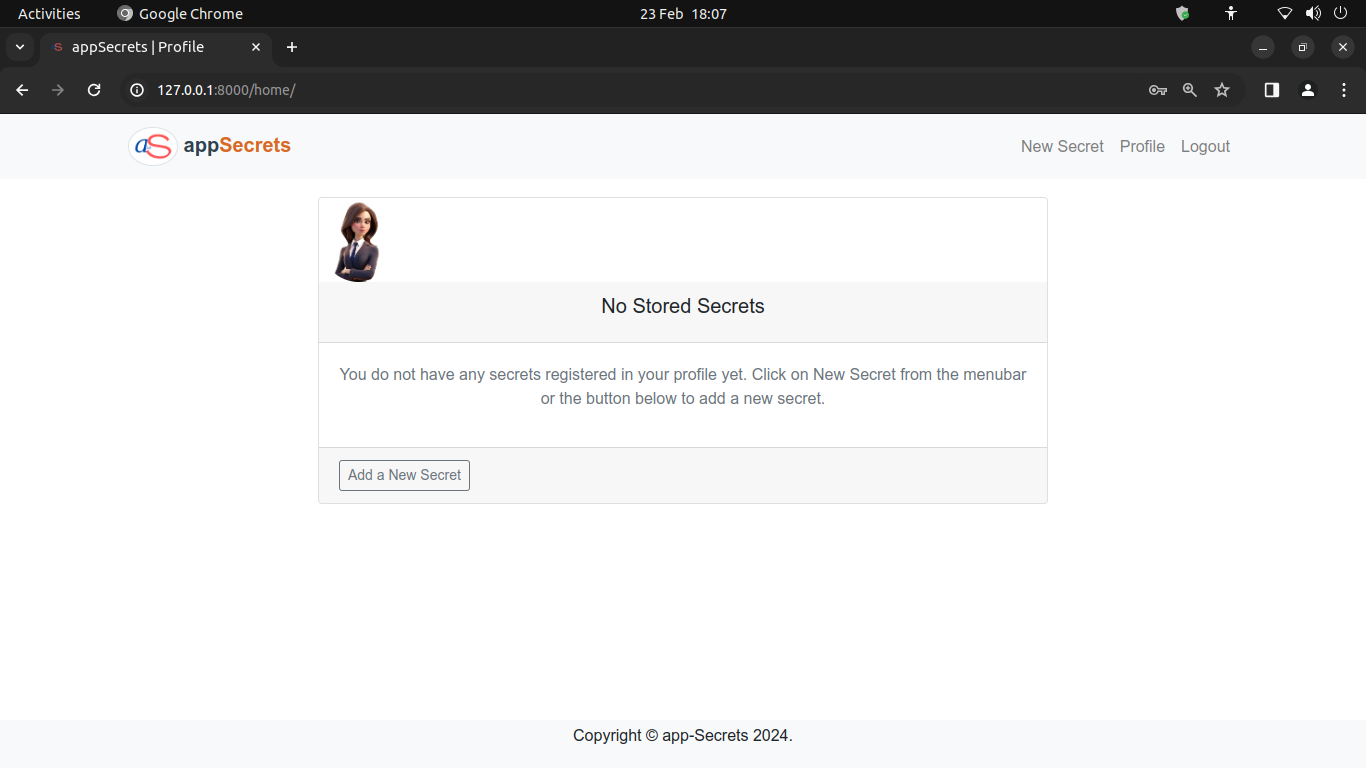 Activities Google Chrome 23 Feb 18:07
S appSecrets | Profile
127.0.0.1:8000/home/
aS appSecrets New Secret Profile Logout
No Stored Secrets
You do not have any secrets registered in your profile yet. Click on New Secret from the menubar
or the button below to add a new secret.
Add a New Secret
Copyright © app-Secrets 2024.